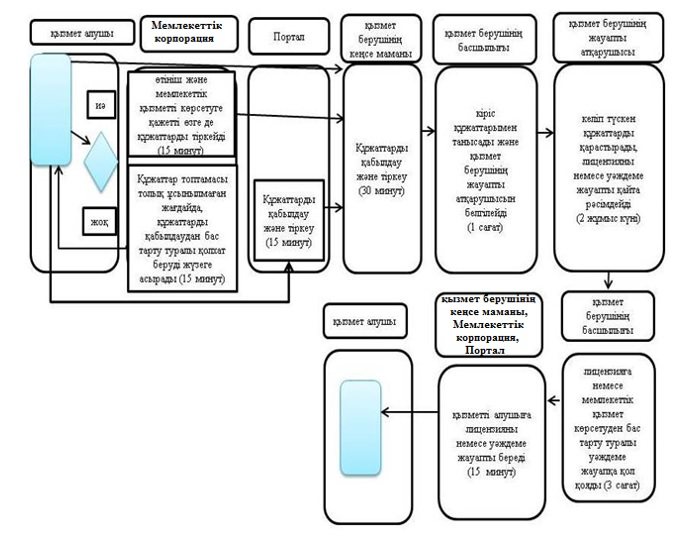 қызмет алушы
Мемлекеттік
корпорация
Портал
қызмет
берушінің
кеңсе маманы
қызмет берушінің
басшылығы
қызмет берушінің
жауапты
атқарушысы
иә
жоқ
өтініш және
мемлекеттік
қызметті көрсетуге
қажетті өзге де
құжаттарды тіркейді
(15 минут)
Құжаттар топтамасы
толық ұсынылмаған
жағдайда,
құжаттарды
қабылдаудан бас
тарту туралы қолхат
беруді жүзеге
асырады (15 минут)
Құжаттарды
қабылдау
және тіркеу
(15 минут)
Құжаттарды
қабылдау
және тіркеу
(30 минут)
кіріс
құжаттарымен
танысады және
қызмет
берушінің
жауапты
атқарушысын
белгілейді
(1 сағат)
келіп түскен
құжаттарды
қарастырады,
лицензияны
немесе уәждеме
жауапты қайта
рәсімдейді
(2 жұмыс күні)
қызмет
берушінің
басшылығы
лицензияға
немесе
мемлекеттік
қызмет
көрсетуден бас
тарту туралы
уәждеме
жауапқа қол
қояды (3 сағат)
қызмет берушінің
кеңсе маманы,
Мемлекеттік
корпорация,
Портал
қызметті алушыға
лицензияны
немесе уәждеме
жауапты береді
(15 минут)
қызмет алушы